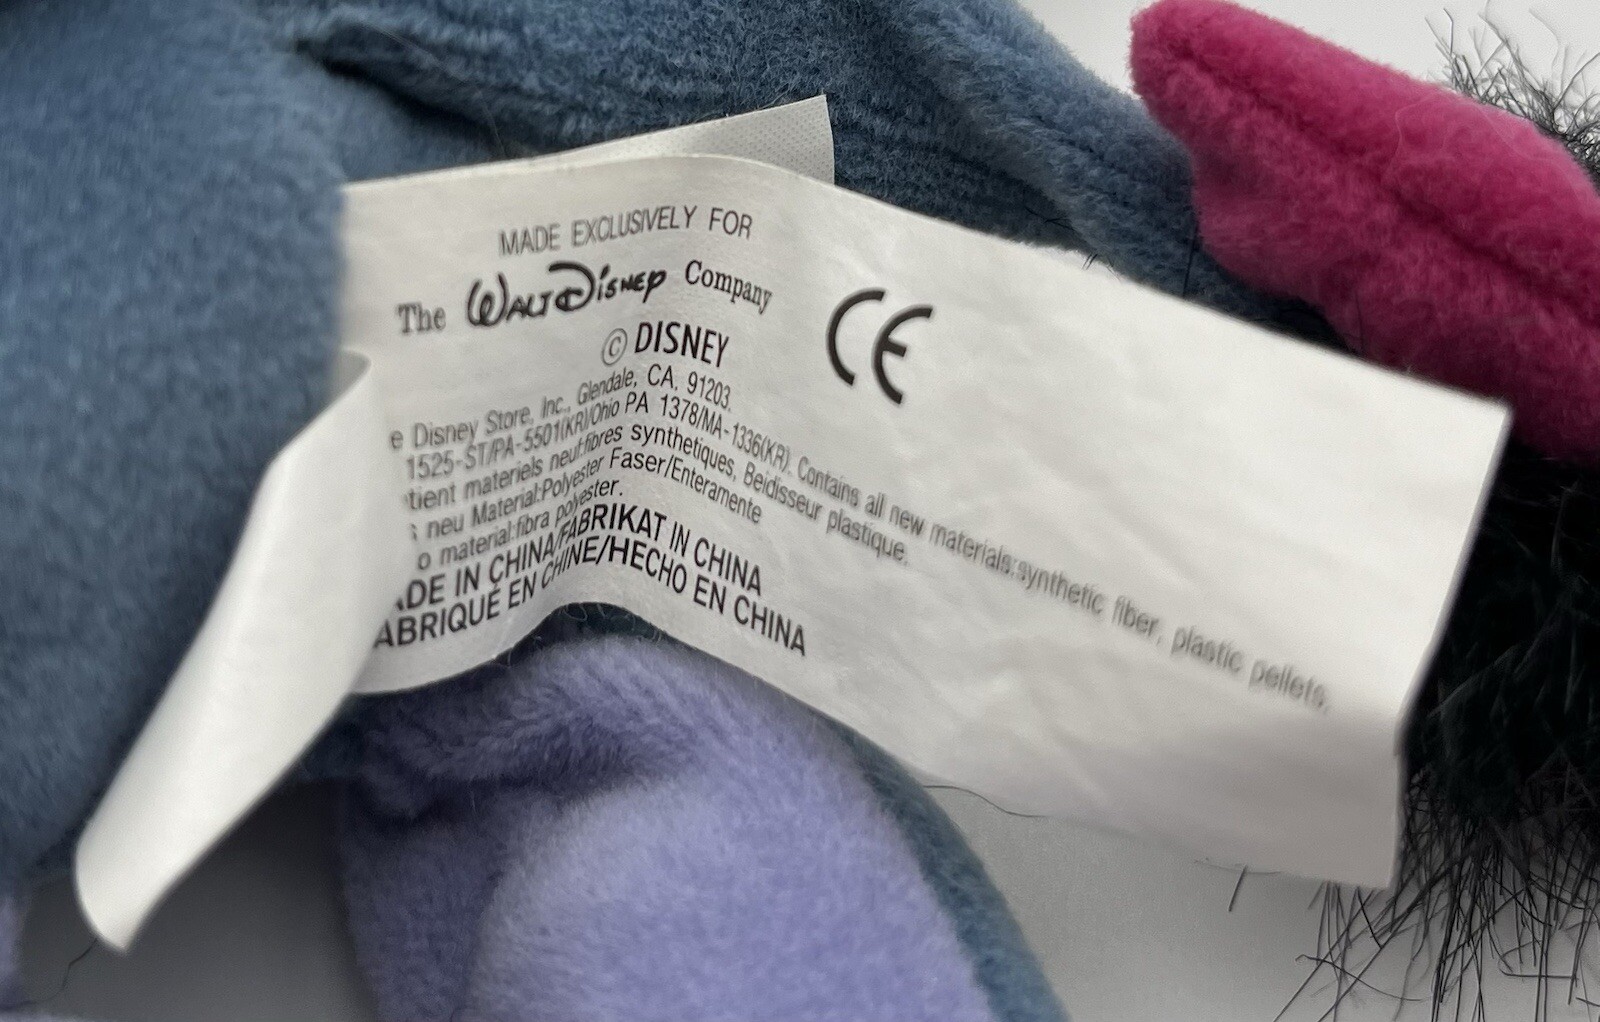 MADE EXCLUSIVELY FOR
The WALT DISNEY Company
© DISNEY
CE
e Disney Store, Inc., Glendale, CA. 91203.
1525-ST/PA-5501(KR)/Ohio PA 1378/MA-1336(KR). Contains all new materials:synthetic fiber, plastic pellets.
tient materiels neuf:fibres synthetiques, Beidisseur plastique.
s neu Material:Polyester Faser/Enteramente
o material:fibra polyester.
ADE IN CHINA/FABRIKAT IN CHINA
ABRIQUÉ EN CHINE/HECHO EN CHINA